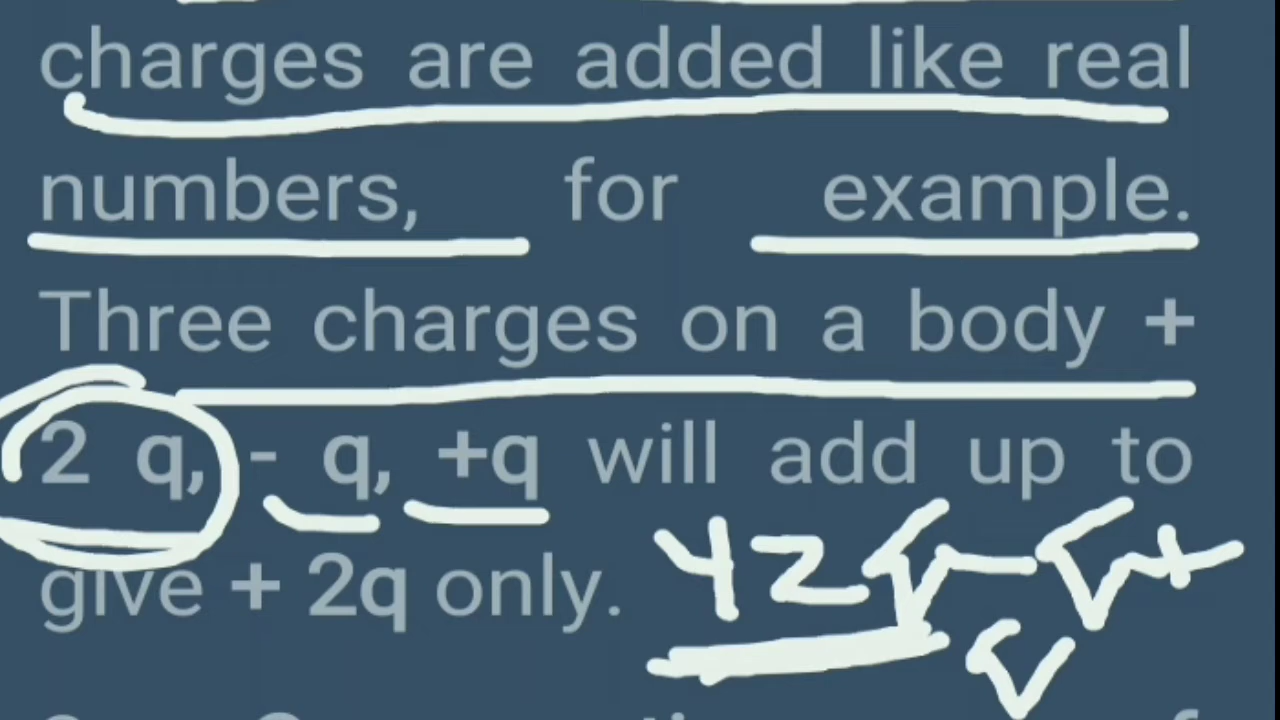 charges are added like real
numbers, for example.
Three charges on a body +
2 q, - q, +q will add up to
give + 2q only.